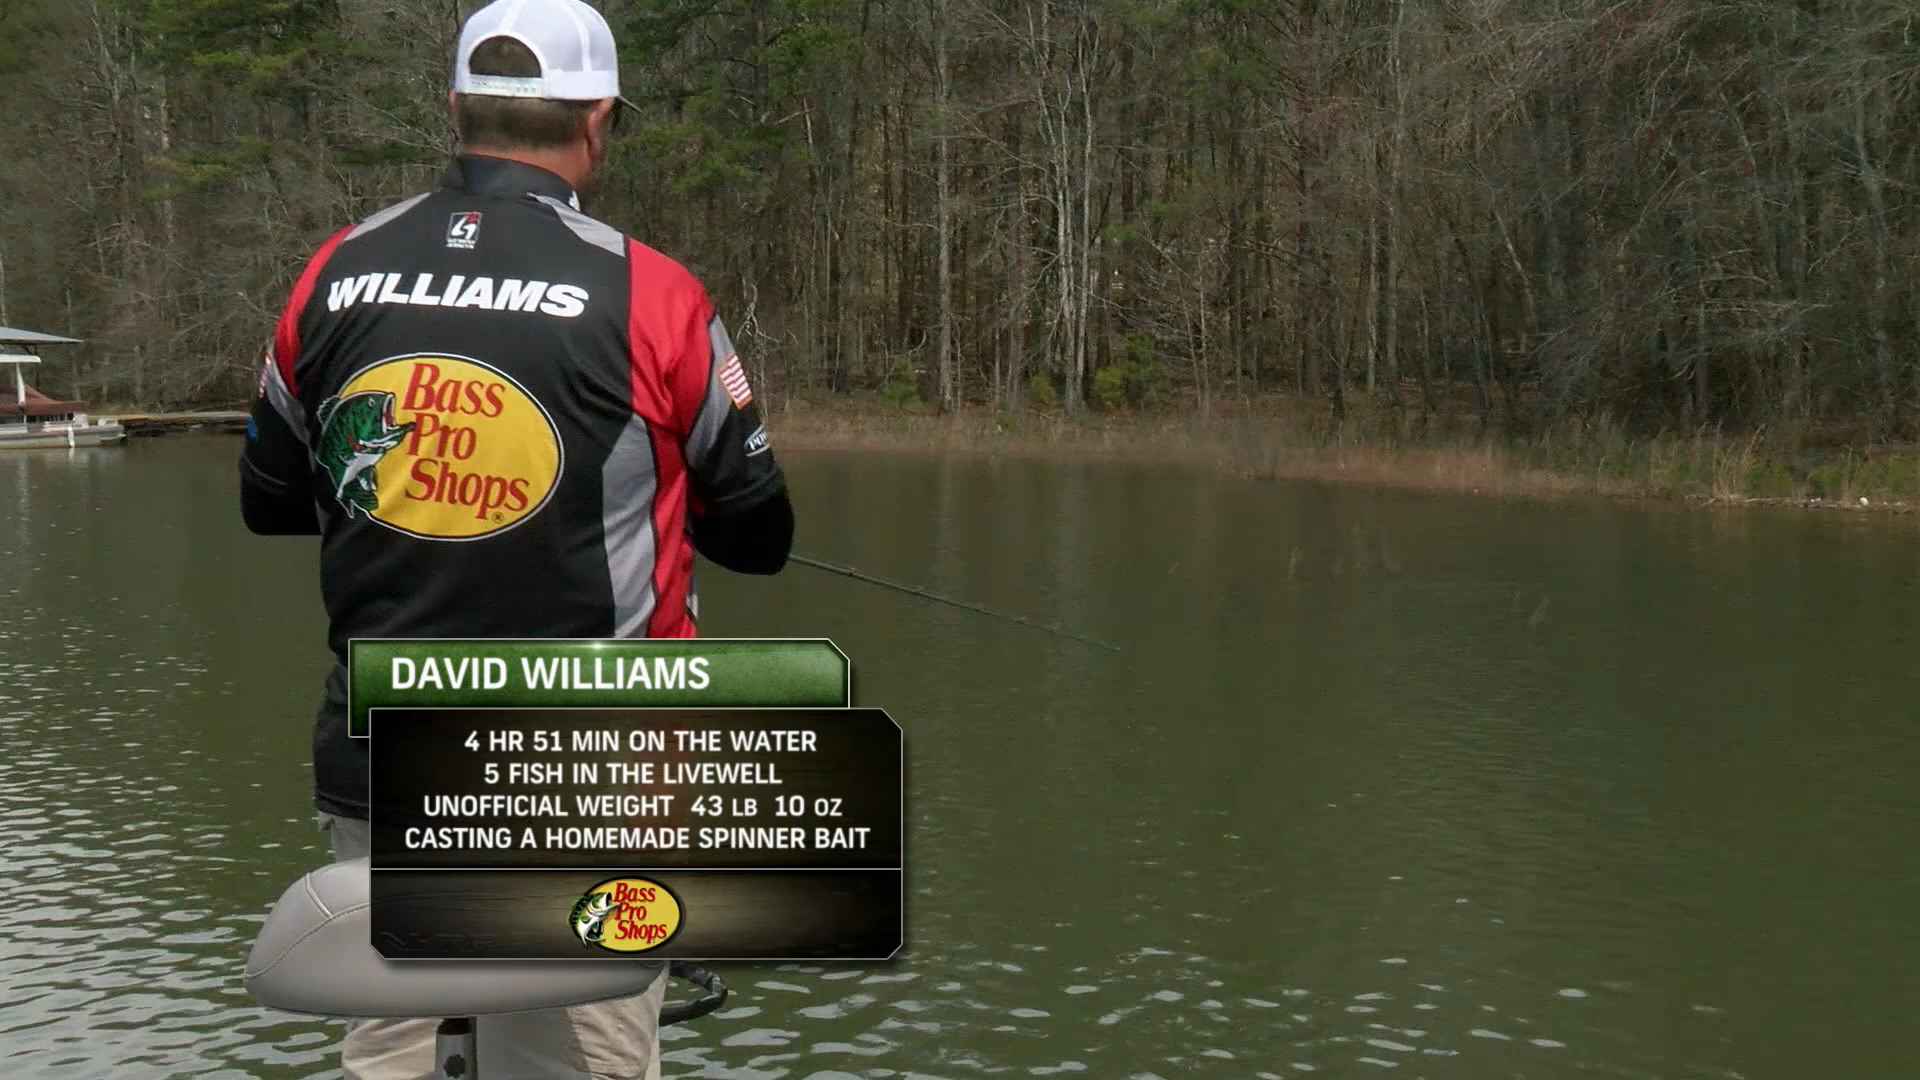 WILLIAMS
Bass
Pro
Shops
®
DAVID WILLIAMS
4 HR 51 MIN ON THE WATER
5 FISH IN THE LIVEWELL
UNOFFICIAL WEIGHT 43 LB 10 OZ
CASTING A HOMEMADE SPINNER BAIT
Bass
Pro
Shops